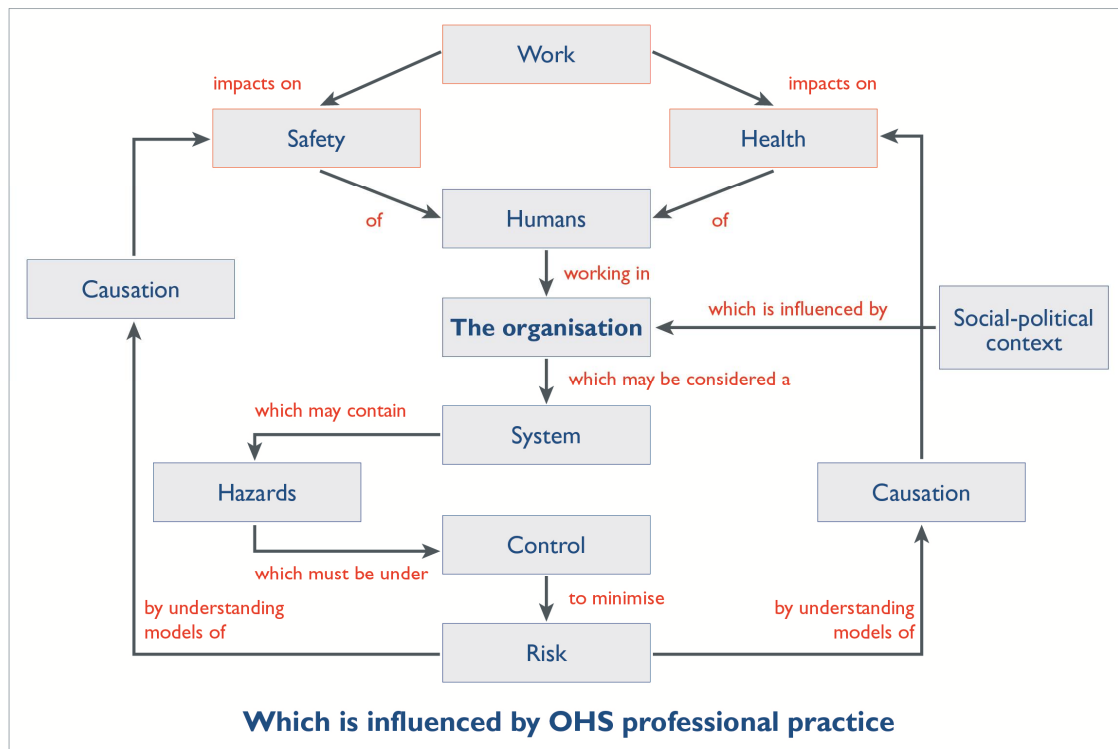 Work
impacts on
impacts on
Safety
Health
of
Humans
of
working in
Causation
The organisation
which is influenced by
Social-political
context
which may be considered a
which may contain
System
Hazards
Causation
which must be under
Control
to minimise
by understanding
models of
by understanding
models of
Risk
Which is influenced by OHS professional practice